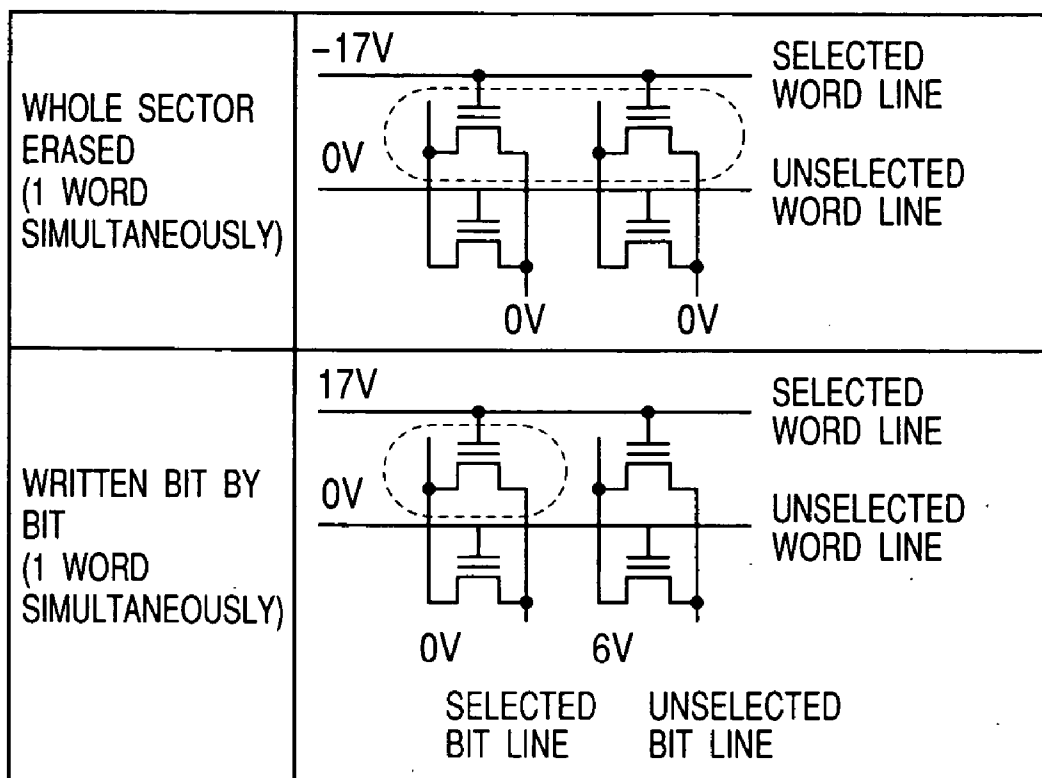 WHOLE SECTOR
ERASED
(1 WORD
SIMULTANEOUSLY)
-17V
SELECTED
WORD LINE
0V
UNSELECTED
WORD LINE
0V
0V
WRITTEN BIT BY
BIT
(1 WORD
SIMULTANEOUSLY)
17V
SELECTED
WORD LINE
0V
UNSELECTED
WORD LINE
0V
6V
SELECTED
BIT LINE
UNSELECTED
BIT LINE